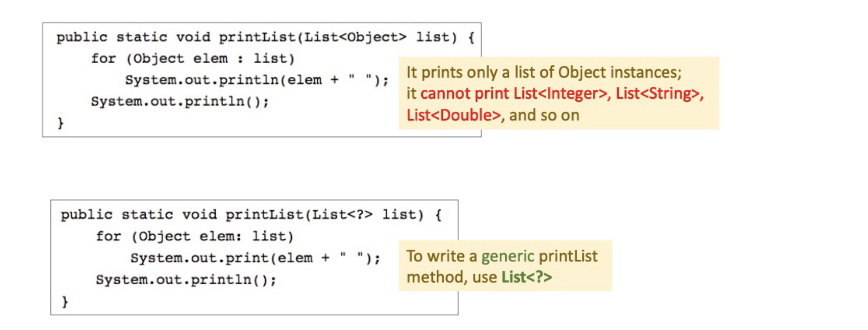 public static void printList(List<Object> list) {
    for (Object elem : list)
        System.out.println(elem + " ");
    System.out.println();
}
It prints only a list of Object instances;
it cannot print List<Integer>, List<String>,
List<Double>, and so on
public static void printList(List<?> list) {
    for (Object elem: list)
        System.out.print(elem + " ");
    System.out.println();
}
To write a generic printList
method, use List<?>